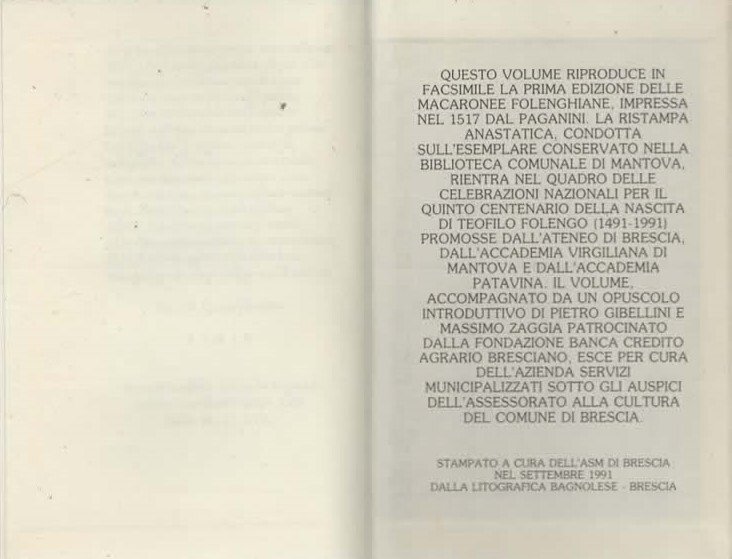 QUESTO VOLUME RIPRODUCE IN
FACSIMILE LA PRIMA EDIZIONE DELLE
MACARONEE FOLENGHIANE, IMPRESSA
NEL 1517 DAL PAGANINI. LA RISTAMPA
ANASTATICA, CONDOTTA
SULL'ESEMPLARE CONSERVATO NELLA
BIBLIOTECA COMUNALE DI MANTOVA,
RIENTRA NEL QUADRO DELLE
CELEBRAZIONI NAZIONALI PER IL
QUINTO CENTENARIO DELLA NASCITA
DI TEOFILO FOLENGO (1491-1991)
PROMOSSE DALL'ATENEO DI BRESCIA,
DALL'ACCADEMIA VIRGILIANA DI
MANTOVA E DALL'ACCADEMIA
PATAVINA. IL VOLUME,
ACCOMPAGNATO DA UN OPUSCOLO
INTRODUTTIVO DI PIETRO GIBELLINI E
MASSIMO ZAGGIA PATROCINATO
DALLA FONDAZIONE BANCA CREDITO
AGRARIO BRESCIANO, ESCE PER CURA
DELL'AZIENDA SERVIZI
MUNICIPALIZZATI SOTTO GLI AUSPICI
DELL'ASSESSORATO ALLA CULTURA
DEL COMUNE DI BRESCIA.
STAMPATO A CURA DELL'ASM DI BRESCIA
NEL SETTEMBRE 1991
DALLA LITOGRAFICA BAGNOLESE - BRESCIA